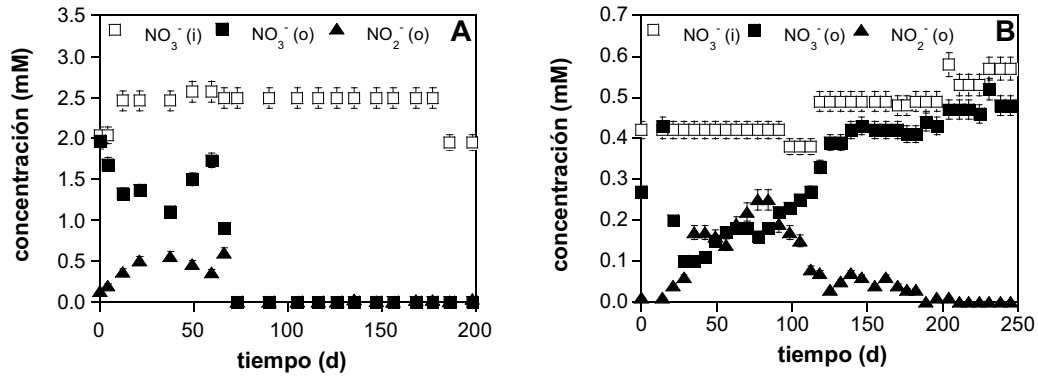 NO3- (i) NO3- (o) NO2- (o) A
3.5
3.0
2.5
2.0
1.5
1.0
0.5
0.0
0 50 100 150 200
concentración (mM)
tiempo (d)
NO3- (i) NO3- (o) NO2- (o) B
0.7
0.6
0.5
0.4
0.3
0.2
0.1
0.0
0 50 100 150 200 250
concentración (mM)
tiempo (d)